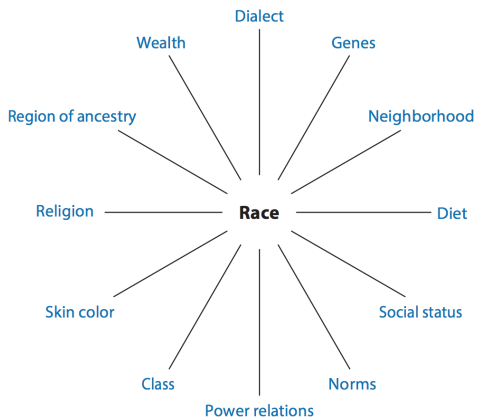 Dialect
Wealth
Genes
Region of ancestry
Neighborhood
Religion
Race
Diet
Skin color
Social status
Class
Norms
Power relations